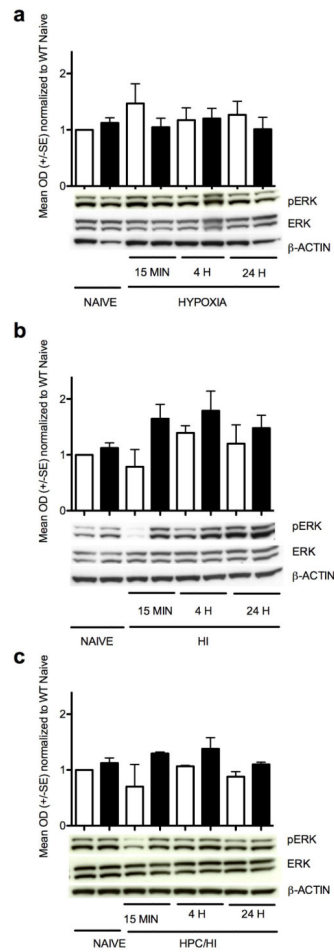 a
Mean OD (+/-SE) normalized to WT Naive
2
1
0
pERK
ERK
β-ACTIN
15 MIN 4 H 24 H
NAIVE HYPOXIA
b
Mean OD (+/-SE) normalized to WT Naive
2
1
0
pERK
ERK
β-ACTIN
15 MIN 4 H 24 H
NAIVE HI
c
Mean OD (+/-SE) normalized to WT Naive
2
1
0
pERK
ERK
β-ACTIN
15 MIN 4 H 24 H
NAIVE HPC/HI